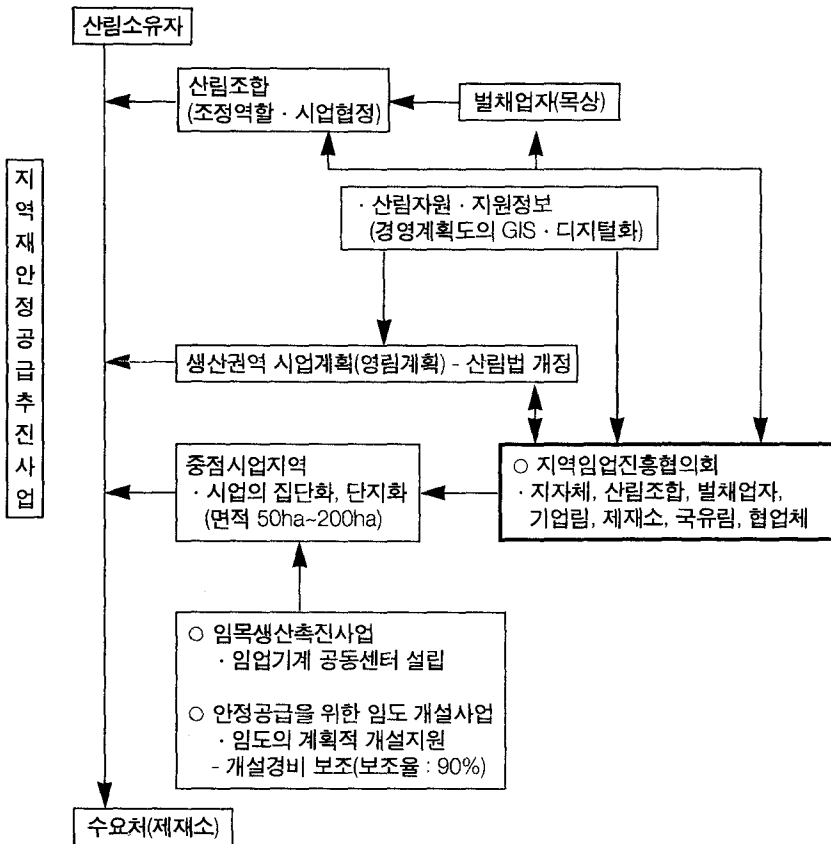 산림소유자
산림조합
(조정역할 · 시업협정)
벌채업자(목상)
지역재안정공급추진사업
· 산림자원 · 지원정보
(경영계획도의 GIS · 디지털화)
생산권역 시업계획(영림계획) - 산림법 개정
중점시업지역
· 시업의 집단화, 단지화
(면적 50ha~200ha)
○ 지역임업진흥협의회
· 지자체, 산림조합, 벌채업자,
기업림, 제재소, 국유림, 협업체
○ 임목생산촉진사업
· 임업기계 공동센터 설립
○ 안정공급을 위한 임도 개설사업
· 임도의 계획적 개설지원
- 개설경비 보조(보조율 : 90%)
수요처(제재소)